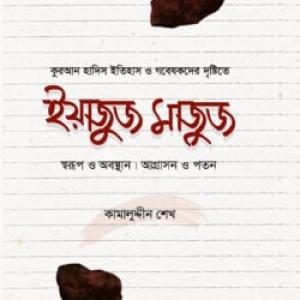 কুরআন হাদিস ইতিহাস ও গবেষকদের দৃষ্টিতে
ইয়াজুজ মাজুজ
স্বরূপ ও অবস্থান। আগ্রাসন ও পতন
কামালুদ্দীন শেখ